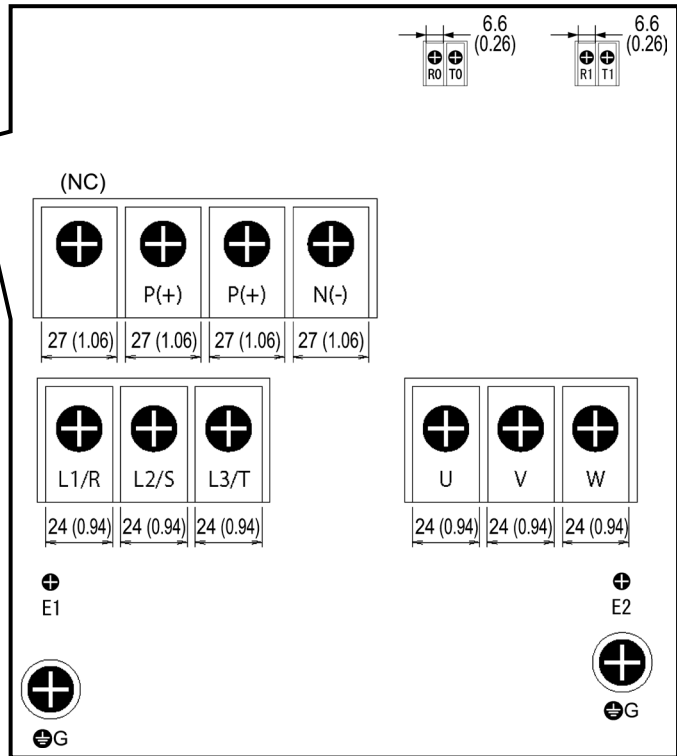 6.6 6.6
(0.26) (0.26)
R0 T0 R1 T1
(NC)
P(+) P(+) N(-)
27 (1.06) 27 (1.06) 27 (1.06) 27 (1.06)
L1/R L2/S L3/T U V W
24 (0.94) 24 (0.94) 24 (0.94) 24 (0.94) 24 (0.94) 24 (0.94)
E1 E2
G
G